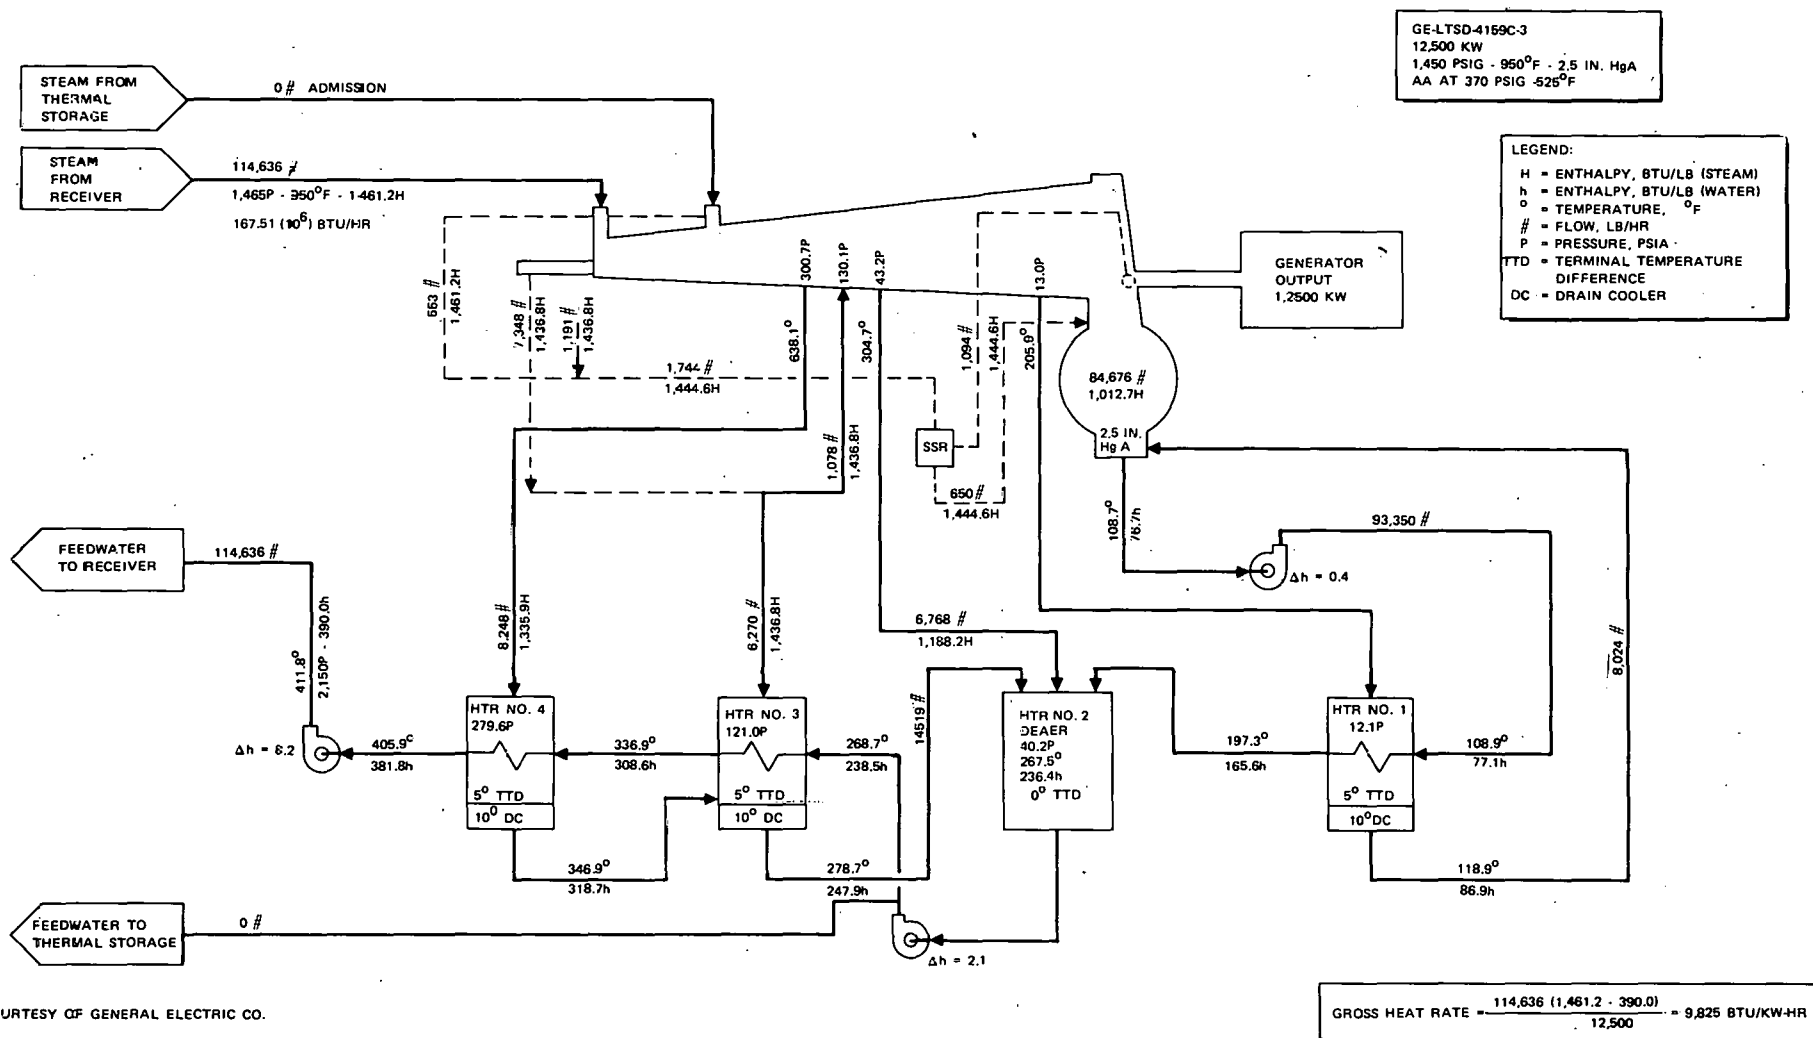 GE-LTSD-4159C-3
12,500 KW
1,450 PSIG - 950°F - 2.5 IN. HgA
AA AT 370 PSIG -525°F
STEAM FROM
THERMAL
STORAGE
0 # ADMISSION
STEAM
FROM
RECEIVER
114,636 #
1,465P - 950°F - 1,461.2H
167.51 (10⁶) BTU/HR
LEGEND:
H = ENTHALPY, BTU/LB (STEAM)
h = ENTHALPY, BTU/LB (WATER)
° = TEMPERATURE, °F
# = FLOW, LB/HR
P = PRESSURE, PSIA
TTD = TERMINAL TEMPERATURE
DIFFERENCE
DC = DRAIN COOLER
GENERATOR
OUTPUT
1,2500 KW
300.7P
130.1P
43.2P
13.0P
1,461.2H
7,348 #
1,436.8H
1,191 #
1,436.8H
638.1°
304.7°
1,094 #
1,444.6H
205.9°
1,744 #
1,444.6H
84,676 #
1,012.7H
2.5 IN.
Hg A
SSR
1,078 #
1,436.8H
650 #
1,444.6H
108.7°
76.7h
93,350 #
Δh = 0.4
FEEDWATER
TO RECEIVER
114,636 #
411.8°
2,150P - 390.0h
8,248 #
1,335.9H
6,270 #
1,436.8H
6,768 #
1,188.2H
8,024 #
14519 #
HTR NO. 4
279.6P
5° TTD
10° DC
HTR NO. 3
121.0P
5° TTD
10° DC
HTR NO. 2
DEAER
40.2P
267.5°
236.4h
0° TTD
HTR NO. 1
12.1P
5° TTD
10° DC
405.9°
381.8h
336.9°
308.6h
268.7°
238.5h
197.3°
165.6h
108.9°
77.1h
346.9°
318.7h
278.7°
247.9h
118.9°
86.9h
FEEDWATER TO
THERMAL STORAGE
0 #
Δh = 2.1
URTESY OF GENERAL ELECTRIC CO.
GROSS HEAT RATE = 114,636 (1,461.2 - 390.0) / 12,500 = 9,825 BTU/KW-HR